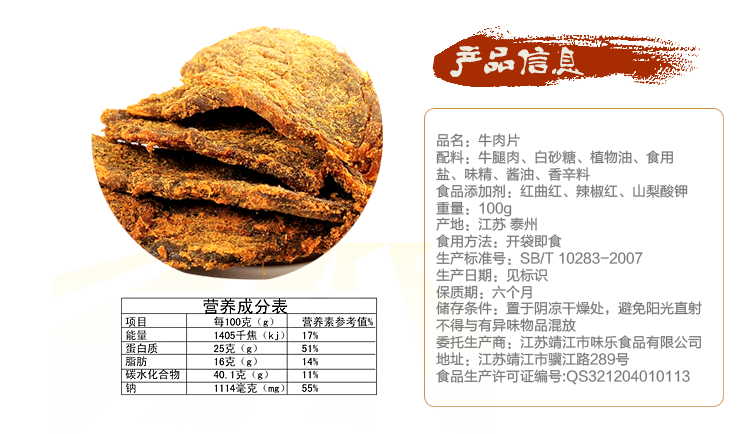 产品信息
品名：牛肉片
配料：牛腿肉、白砂糖、植物油、食用
盐、味精、酱油、香辛料
食品添加剂：红曲红、辣椒红、山梨酸钾
重量：100g
产地：江苏 泰州
食用方法：开袋即食
生产标准号：SB/T 10283-2007
生产日期：见标识
保质期：六个月
储存条件：置于阴凉干燥处，避免阳光直射
不得与有异味物品混放
委托生产商：江苏靖江市味乐食品有限公司
地址：江苏靖江市骥江路289号
食品生产许可证编号:QS321204010113
营养成分表
项目 每100克（g） 营养素参考值%
能量 1405千焦（kj） 17%
蛋白质 25克（g） 51%
脂肪 16克（g） 14%
碳水化合物 40.1克（g） 11%
钠 1114毫克（mg） 55%